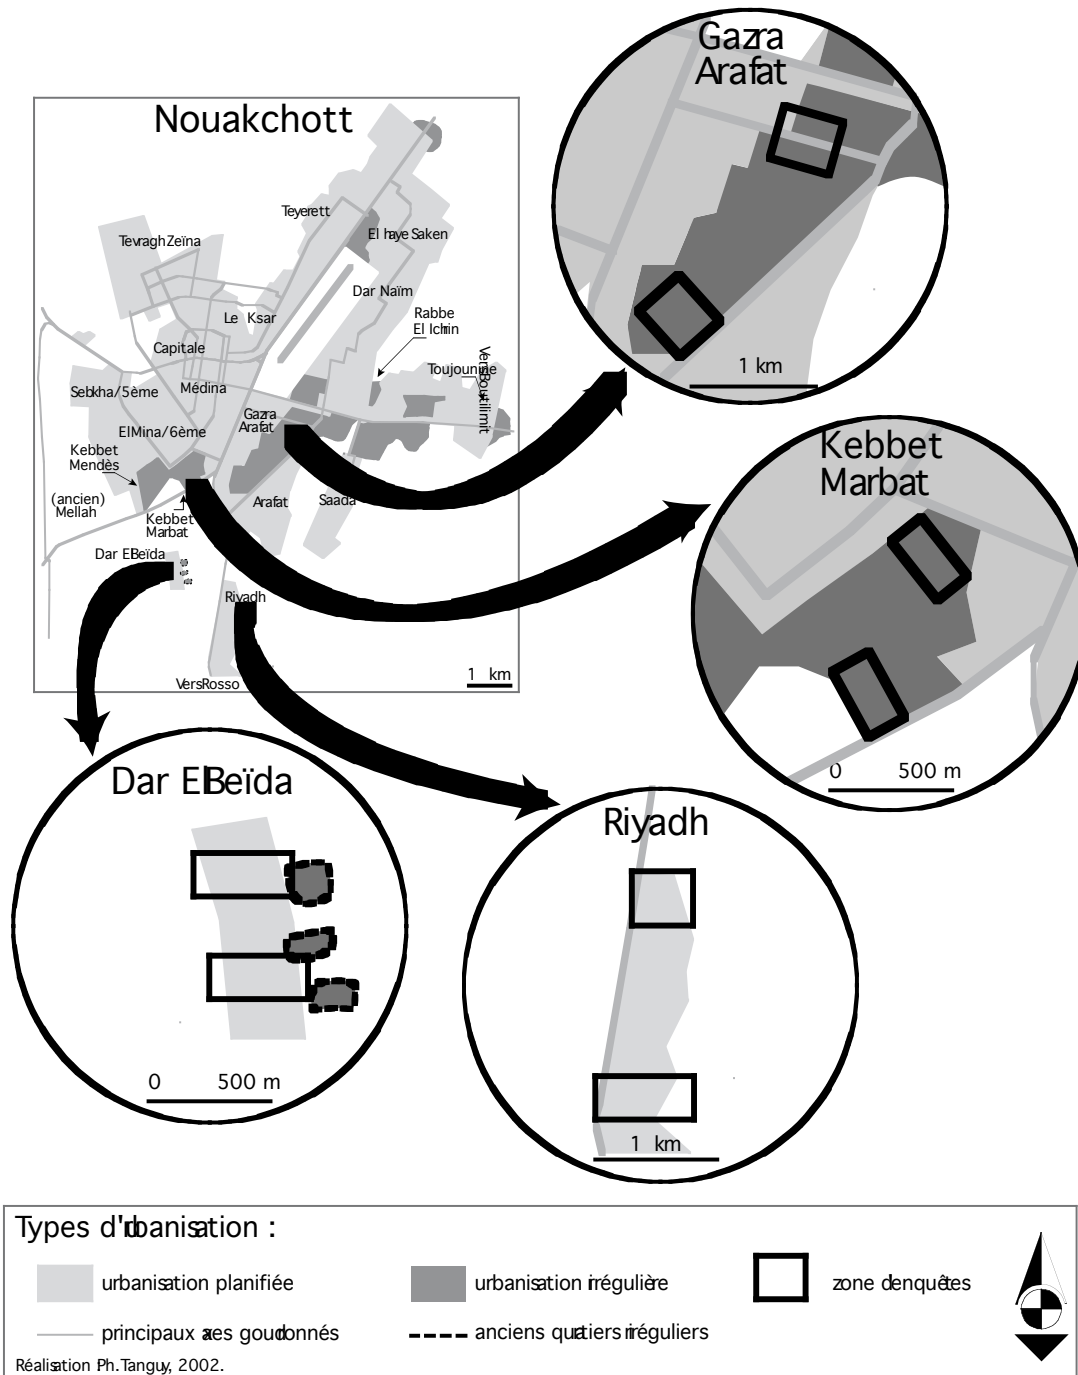 Nouakchott
Teyerett
Tevragh Zeïna
El haye Saken
Dar Naïm
Le Ksar
Rabbe
El Ichrin
Capitale
Toujounine
Vers Boutilimit
Sebkha/5ème
Médina
Gazra
Arafat
El Mina/6ème
Kebbet
Mendès
(ancien)
Mellah
Kebbet
Marbat
Arafat
Saada
Dar El Beïda
Riyadh
Vers Rosso
1 km
Gazra
Arafat
1 km
Kebbet
Marbat
0 500 m
Dar El Beïda
0 500 m
Riyadh
1 km
Types d'urbanisation :
urbanisation planifiée
urbanisation irrégulière
zone d'enquêtes
principaux axes goudronnés
anciens quartiers irréguliers
Réalisation Ph. Tanguy, 2002.